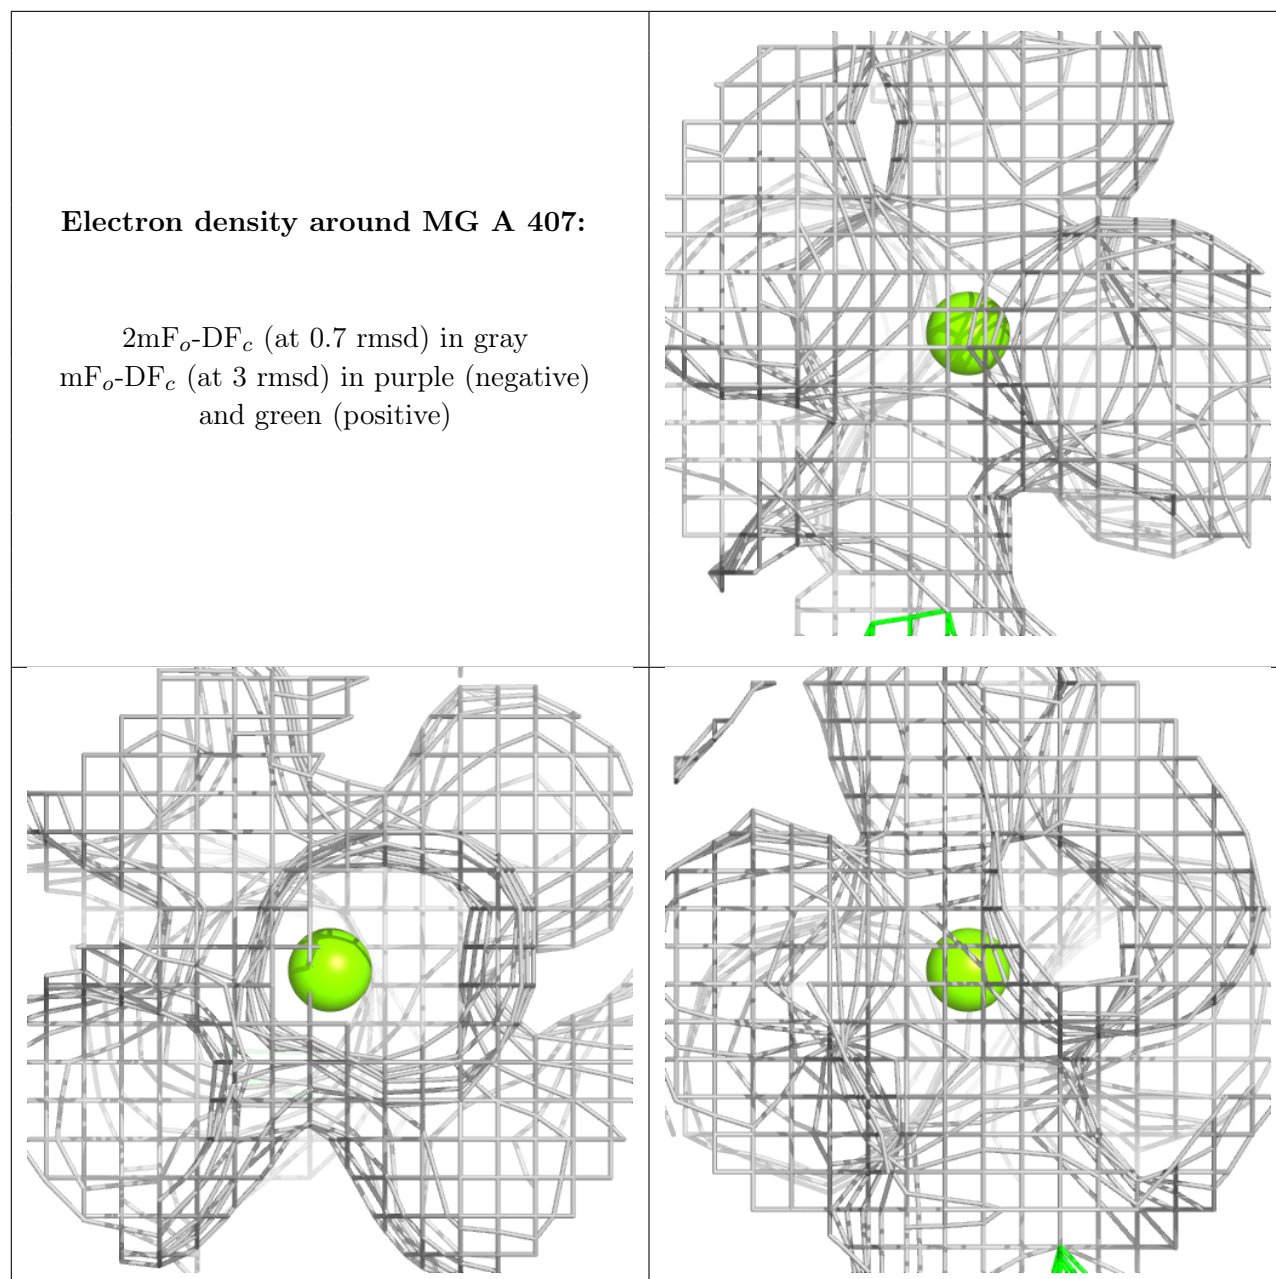 Electron density around MG A 407:
2mFo-DFc (at 0.7 rmsd) in gray
mFo-DFc (at 3 rmsd) in purple (negative)
and green (positive)